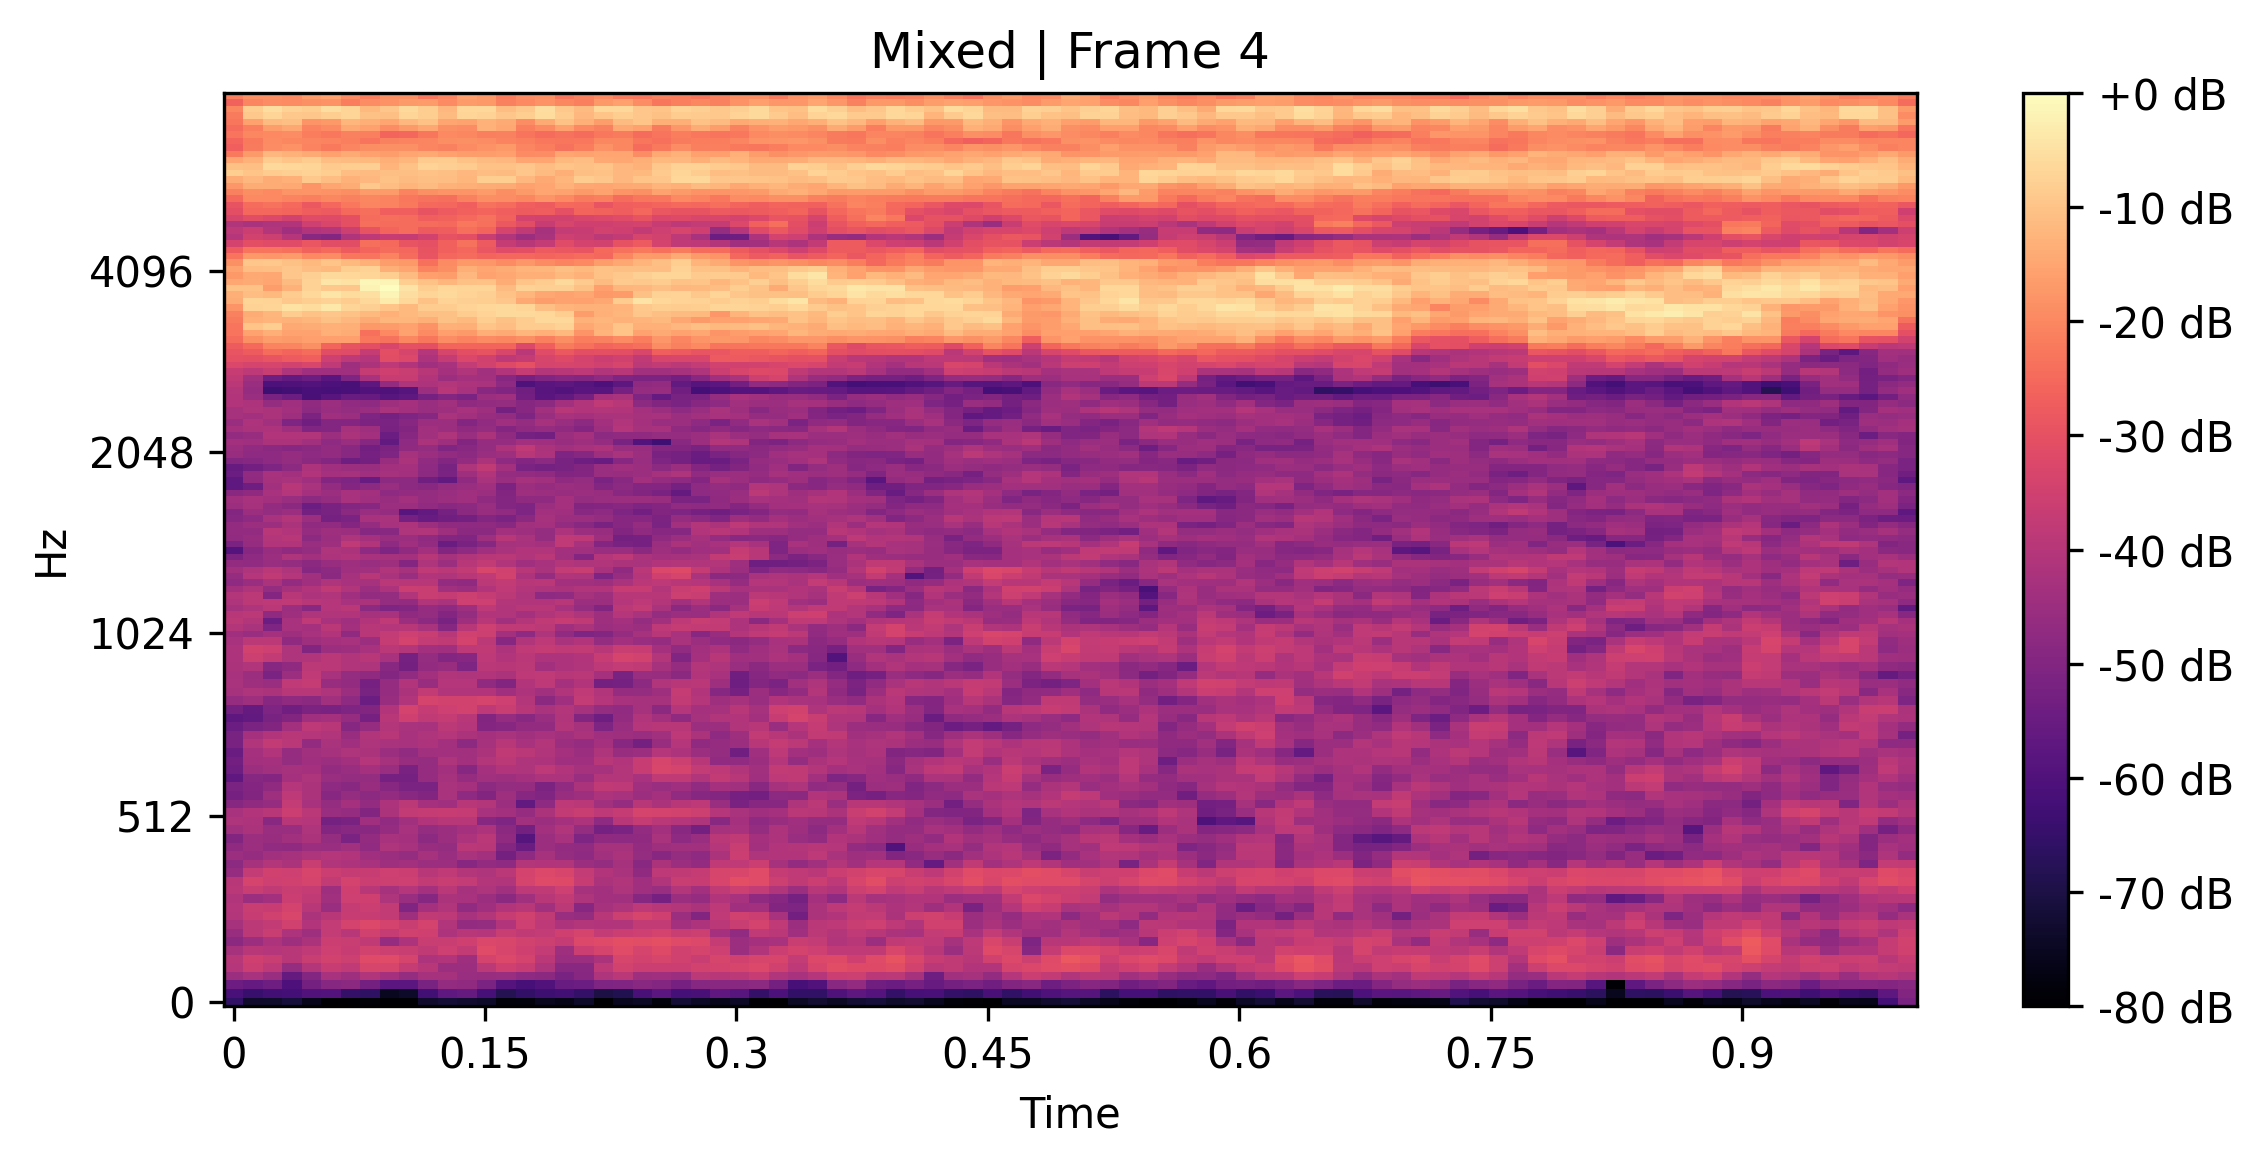 Mixed | Frame 4
Hz
4096
2048
1024
512
0
0 0.15 0.3 0.45 0.6 0.75 0.9
Time
+0 dB
-10 dB
-20 dB
-30 dB
-40 dB
-50 dB
-60 dB
-70 dB
-80 dB